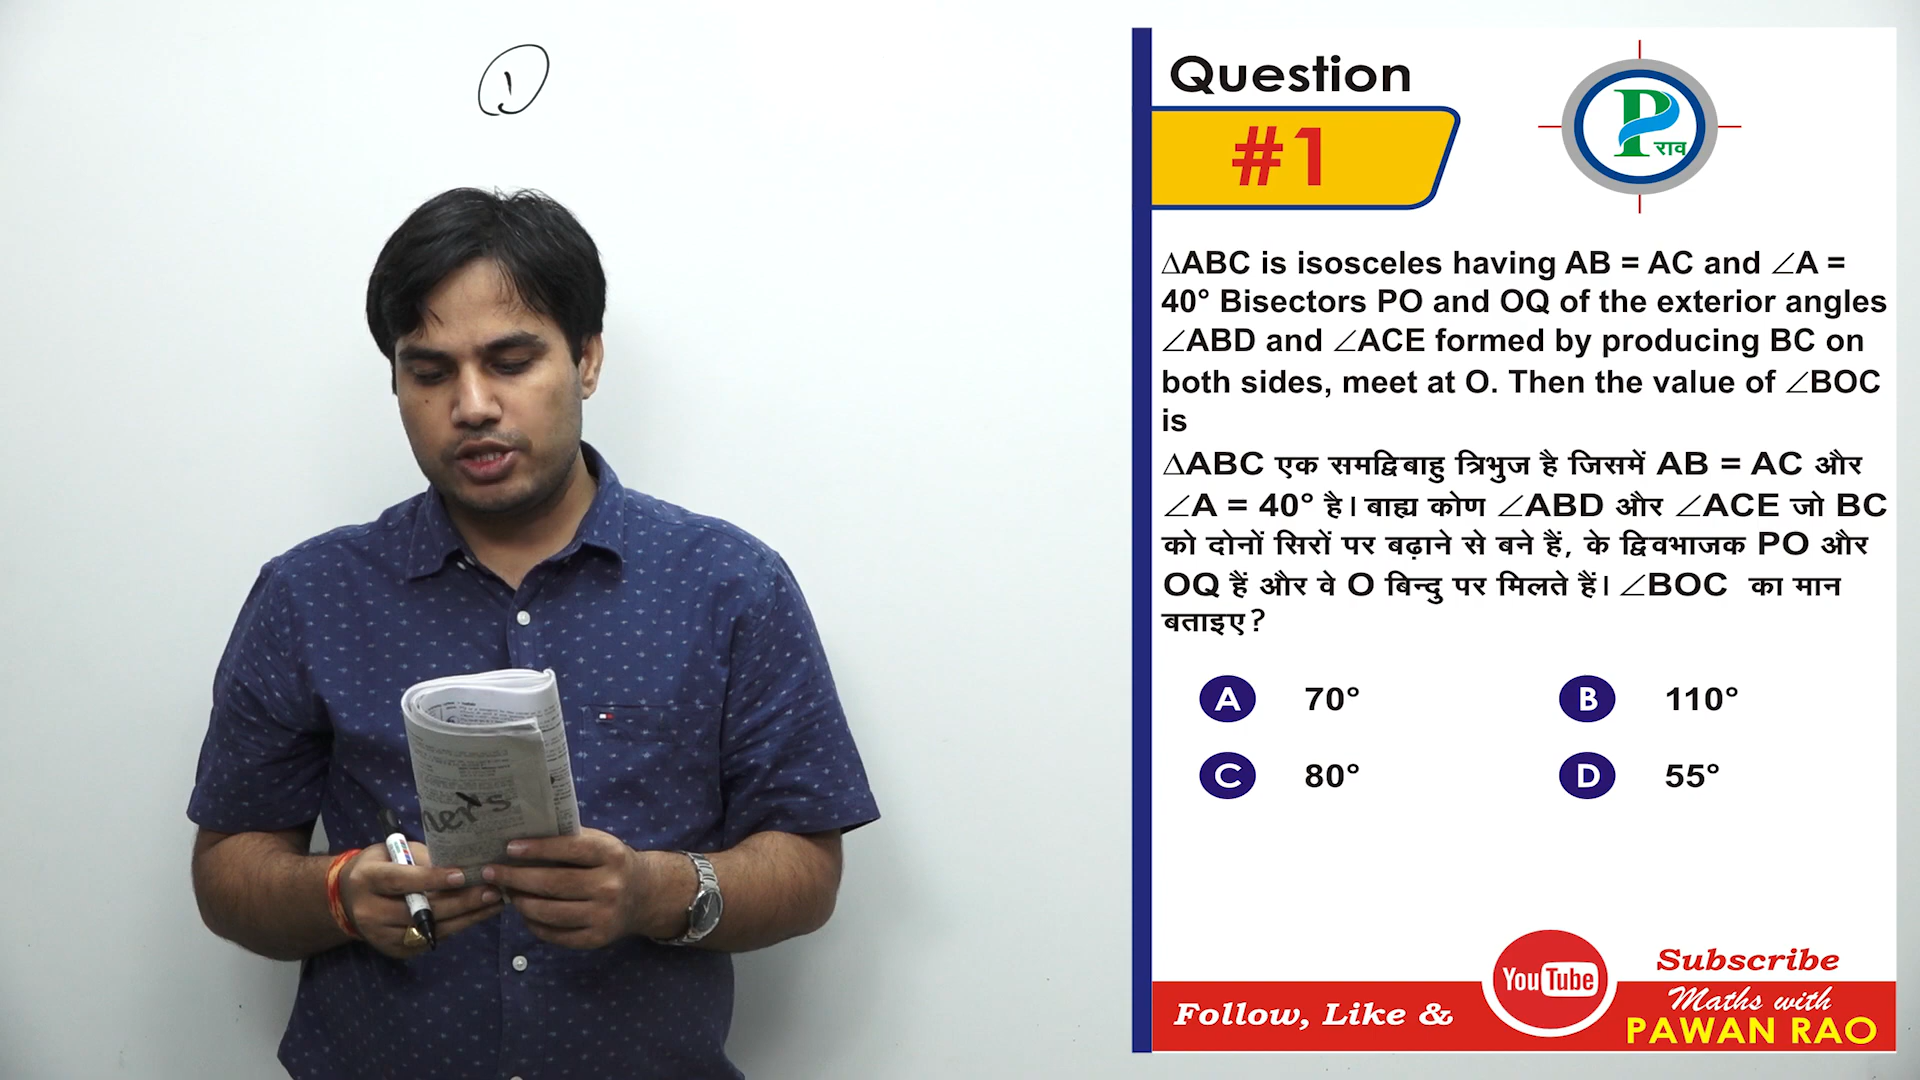 1
Question
#1
P राव
∆ABC is isosceles having AB = AC and ∠A =
40° Bisectors PO and OQ of the exterior angles
∠ABD and ∠ACE formed by producing BC on
both sides, meet at O. Then the value of ∠BOC
is
∆ABC एक समद्विबाहु त्रिभुज है जिसमें AB = AC और
∠A = 40° है। बाह्य कोण ∠ABD और ∠ACE जो BC
को दोनों सिरों पर बढ़ाने से बने हैं, के द्विवभाजक PO और
OQ हैं और वे O बिन्दु पर मिलते हैं। ∠BOC का मान
बताइए?
A 70° B 110°
C 80° D 55°
Follow, Like &
YouTube
Subscribe
Maths with
PAWAN RAO